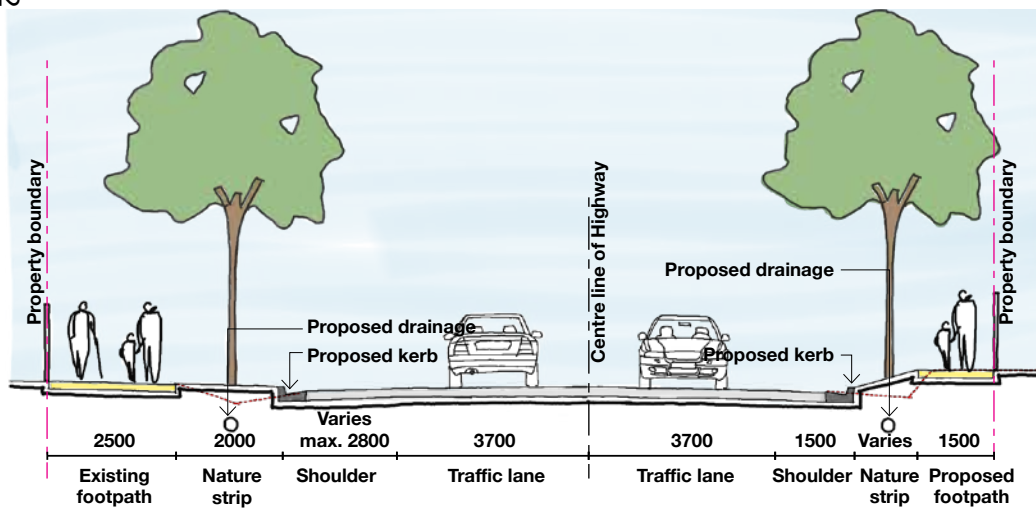 Property boundary
Centre line of Highway
Property boundary
Proposed drainage
Proposed drainage
Proposed kerb
Proposed kerb
2500
2000
Varies
max. 2800
3700
3700
1500
Varies
1500
Existing
footpath
Nature
strip
Shoulder
Traffic lane
Traffic lane
Shoulder
Nature
strip
Proposed
footpath